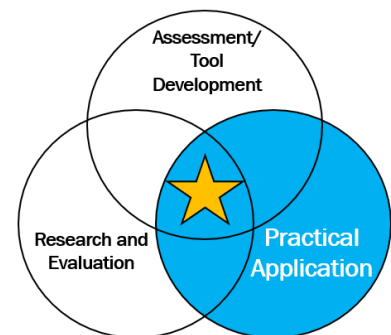 Assessment/
Tool
Development
Research and
Evaluation
Practical
Application